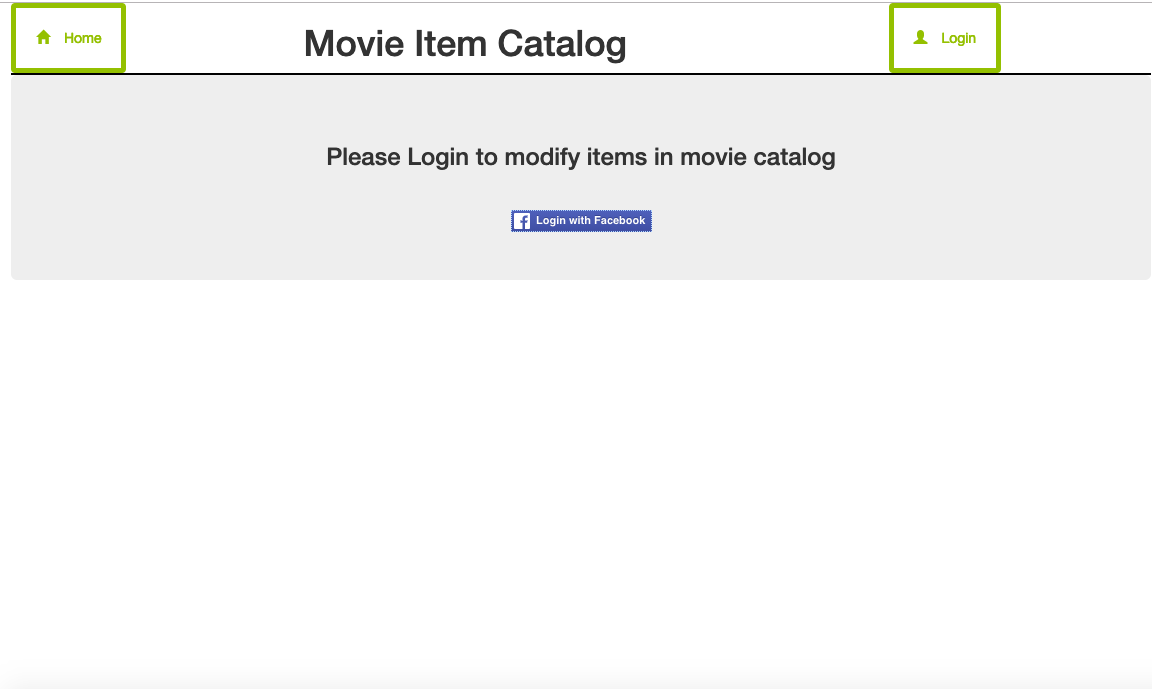 Home
Movie Item Catalog
Login
Please Login to modify items in movie catalog
Login with Facebook